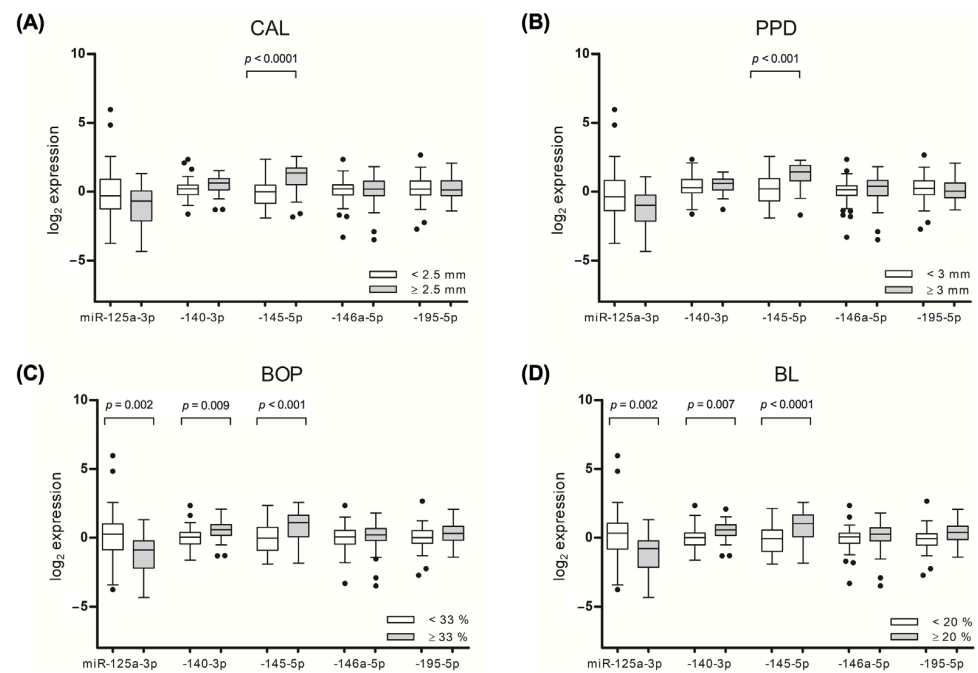 (A)
CAL
10
5
0
−5
log2 expression
p < 0.0001
< 2.5 mm
≥ 2.5 mm
miR-125a-3p -140-3p -145-5p -146a-5p -195-5p
(B)
PPD
10
5
0
−5
log2 expression
p < 0.001
< 3 mm
≥ 3 mm
miR-125a-3p -140-3p -145-5p -146a-5p -195-5p
(C)
BOP
10
5
0
−5
log2 expression
p = 0.002 p = 0.009 p < 0.001
< 33 %
≥ 33 %
miR-125a-3p -140-3p -145-5p -146a-5p -195-5p
(D)
BL
10
5
0
−5
log2 expression
p = 0.002 p = 0.007 p < 0.0001
< 20 %
≥ 20 %
miR-125a-3p -140-3p -145-5p -146a-5p -195-5p